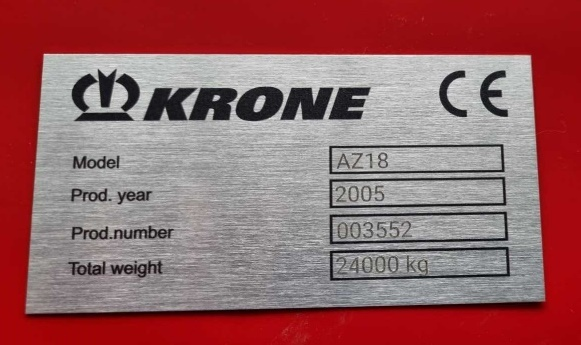 KRONE CE
Model AZ18
Prod. year 2005
Prod.number 003552
Total weight 24000 kg